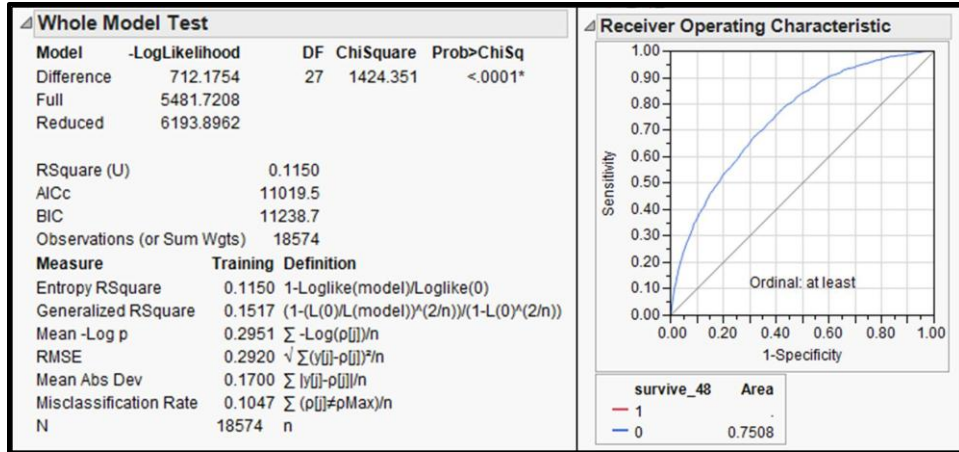 Whole Model Test
Model -LogLikelihood DF ChiSquare Prob>ChiSq
Difference 712.1754 27 1424.351 <.0001*
Full 5481.7208
Reduced 6193.8962
RSquare (U) 0.1150
AICc 11019.5
BIC 11238.7
Observations (or Sum Wgts) 18574
Measure Training Definition
Entropy RSquare 0.1150 1-Loglike(model)/Loglike(0)
Generalized RSquare 0.1517 (1-(L(0)/L(model))^(2/n))/(1-L(0)^(2/n))
Mean -Log p 0.2951 ∑ -Log(ρ[j])/n
RMSE 0.2920 √ ∑(y[j]-ρ[j])²/n
Mean Abs Dev 0.1700 ∑ |y[j]-ρ[j]|/n
Misclassification Rate 0.1047 ∑ (ρ[j]≠ρMax)/n
N 18574 n
Receiver Operating Characteristic
1.00
0.90
0.80
0.70
0.60
0.50
0.40
0.30
0.20
0.10
0.00
Sensitivity
Ordinal: at least
0.00 0.20 0.40 0.60 0.80 1.00
1-Specificity
survive_48 Area
1 .
0 0.7508